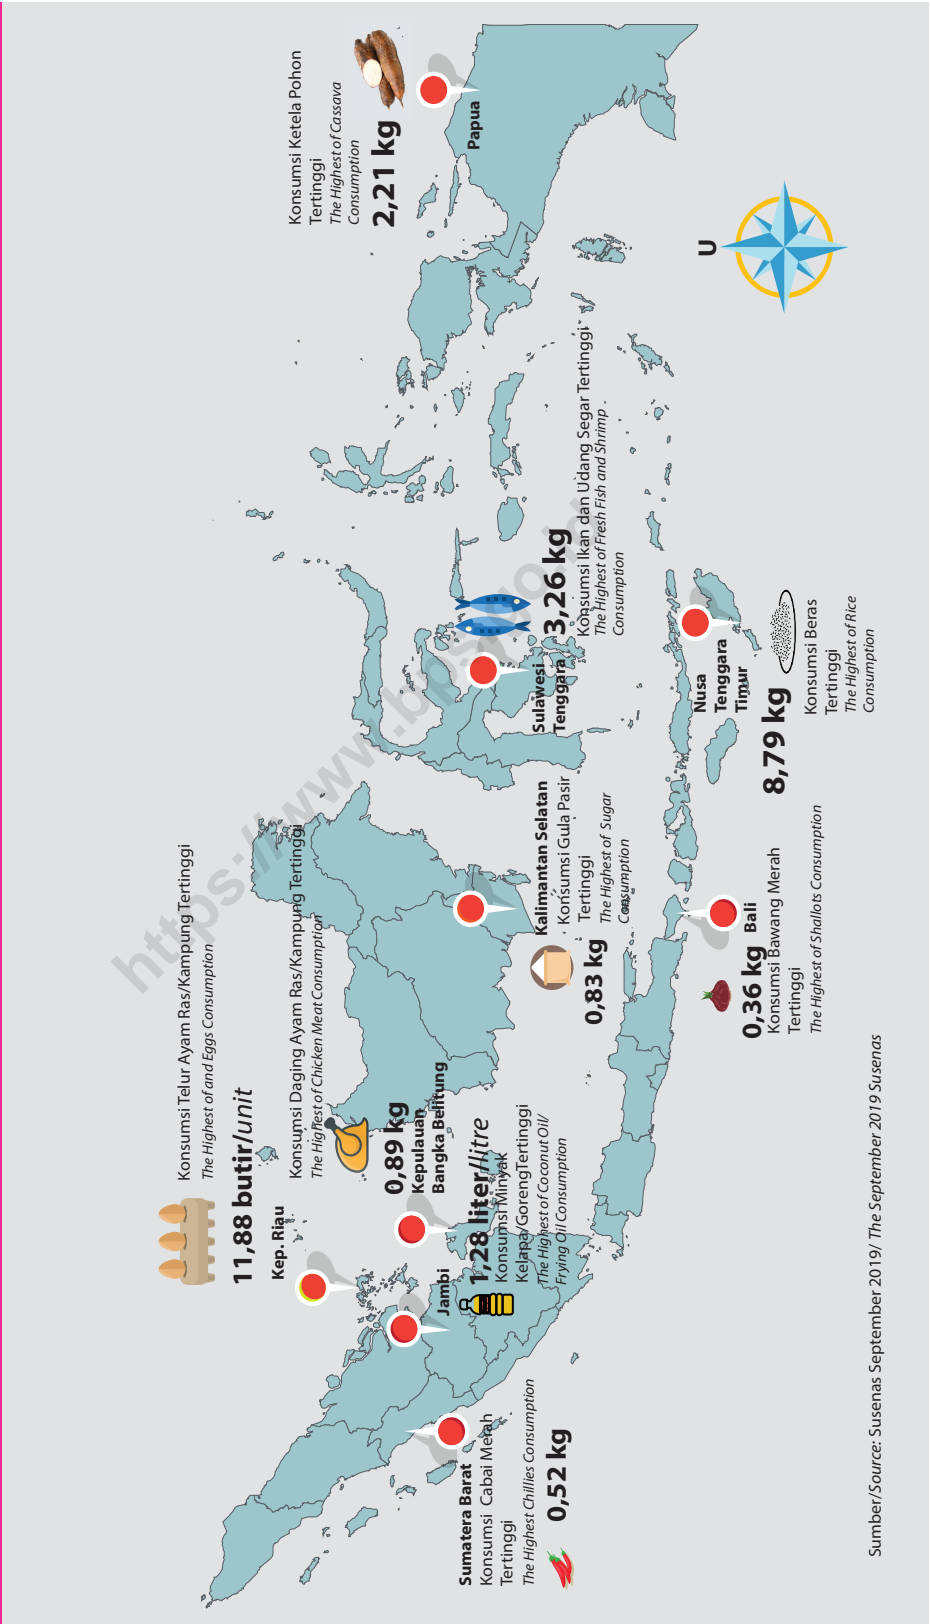 Konsumsi Telur Ayam Ras/Kampung Tertinggi
The Highest of and Eggs Consumption
11,88 butir/unit
Kep. Riau
Konsumsi Daging Ayam Ras/Kampung Tertinggi
The Highest of Chicken Meat Consumption
0,89 kg
Kepulauan
Bangka Belitung
Jambi
1,28 liter/litre
Konsumsi Minyak
Kelapa/GorengTertinggi
The Highest of Coconut Oil/
Frying Oil Consumption
Sumatera Barat
Konsumsi Cabai Merah
Tertinggi
The Highest Chillies Consumption
0,52 kg
Kalimantan Selatan
Konsumsi Gula Pasir
Tertinggi
The Highest of Sugar
Consumption
0,83 kg
Bali
0,36 kg
Konsumsi Bawang Merah
Tertinggi
The Highest of Shallots Consumption
Sulawesi
Tenggara
3,26 kg
Konsumsi Ikan dan Udang Segar Tertinggi
The Highest of Fresh Fish and Shrimp
Consumption
Nusa
Tenggara
Timur
8,79 kg
Konsumsi Beras
Tertinggi
The Highest of Rice
Consumption
Konsumsi Ketela Pohon
Tertinggi
The Highest of Cassava
Consumption
2,21 kg
Papua
U
https://www.bps.go.id
Sumber/Source: Susenas September 2019/ The September 2019 Susenas